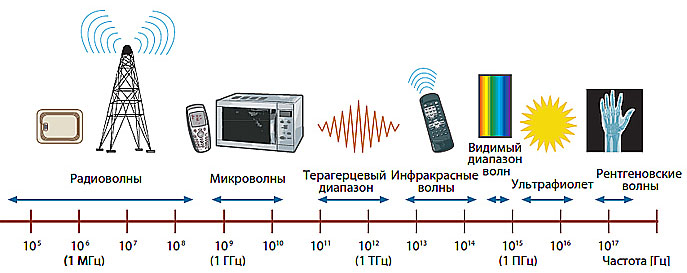 Радиоволны
Микроволны
Терагерцевый
диапазон
Инфракрасные
волны
Видимый
диапазон
волн
Ультрафиолет
Рентгеновские
волны
10⁵ 10⁶ 10⁷ 10⁸ 10⁹ 10¹⁰ 10¹¹ 10¹² 10¹³ 10¹⁴ 10¹⁵ 10¹⁶ 10¹⁷
(1 МГц) (1 ГГц) (1 ТГц) (1 ПГц) Частота [Гц]